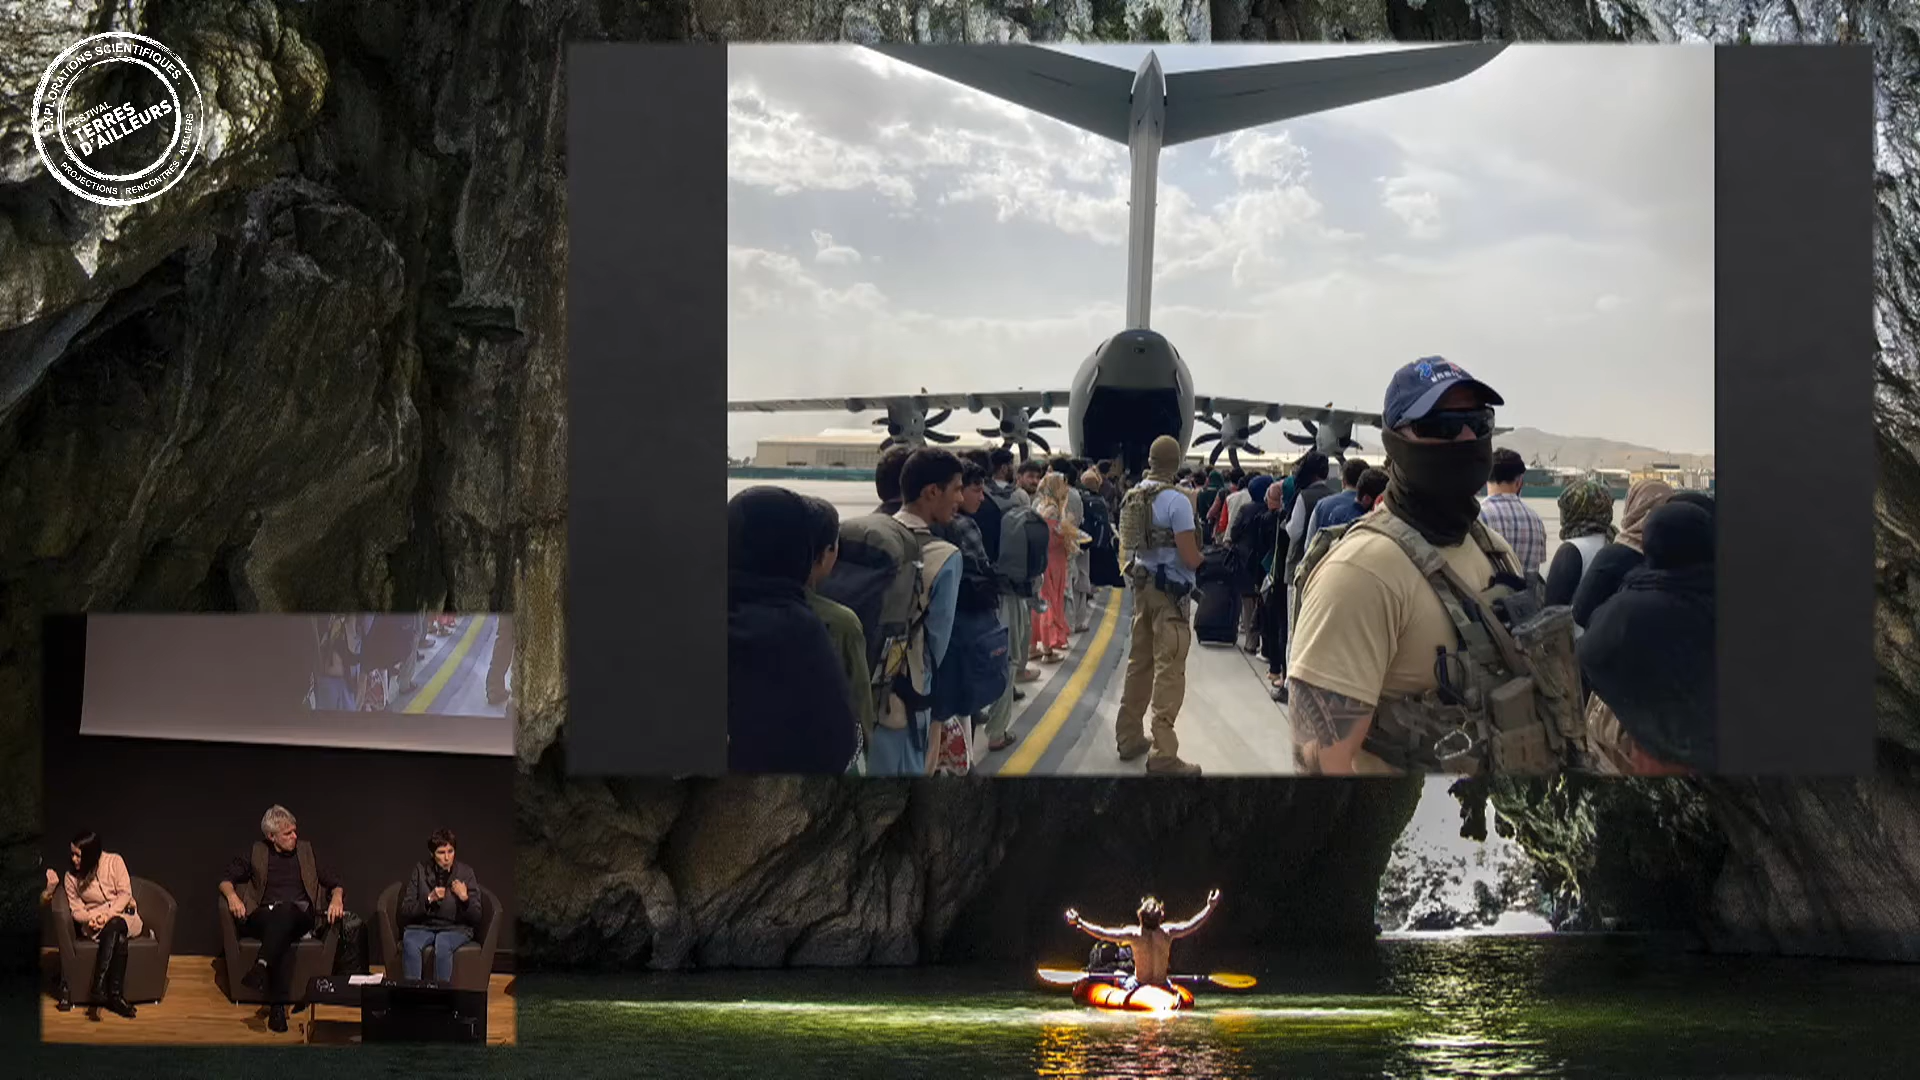 EXPLORATIONS SCIENTIFIQUES
FESTIVAL
TERRES
D'AILLEURS
PROJECTIONS . RENCONTRES . ATELIERS